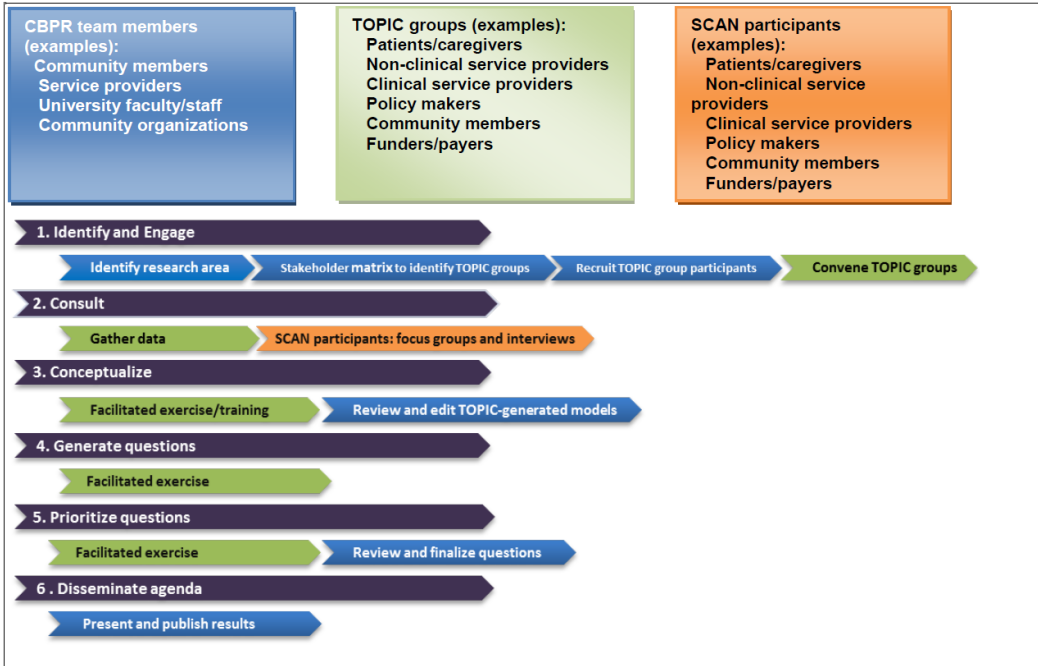 CBPR team members
(examples):
Community members
Service providers
University faculty/staff
Community organizations
TOPIC groups (examples):
Patients/caregivers
Non-clinical service providers
Clinical service providers
Policy makers
Community members
Funders/payers
SCAN participants
(examples):
Patients/caregivers
Non-clinical service
providers
Clinical service providers
Policy makers
Community members
Funders/payers
1. Identify and Engage
Identify research area
Stakeholder matrix to identify TOPIC groups
Recruit TOPIC group participants
Convene TOPIC groups
2. Consult
Gather data
SCAN participants: focus groups and interviews
3. Conceptualize
Facilitated exercise/training
Review and edit TOPIC-generated models
4. Generate questions
Facilitated exercise
5. Prioritize questions
Facilitated exercise
Review and finalize questions
6 . Disseminate agenda
Present and publish results